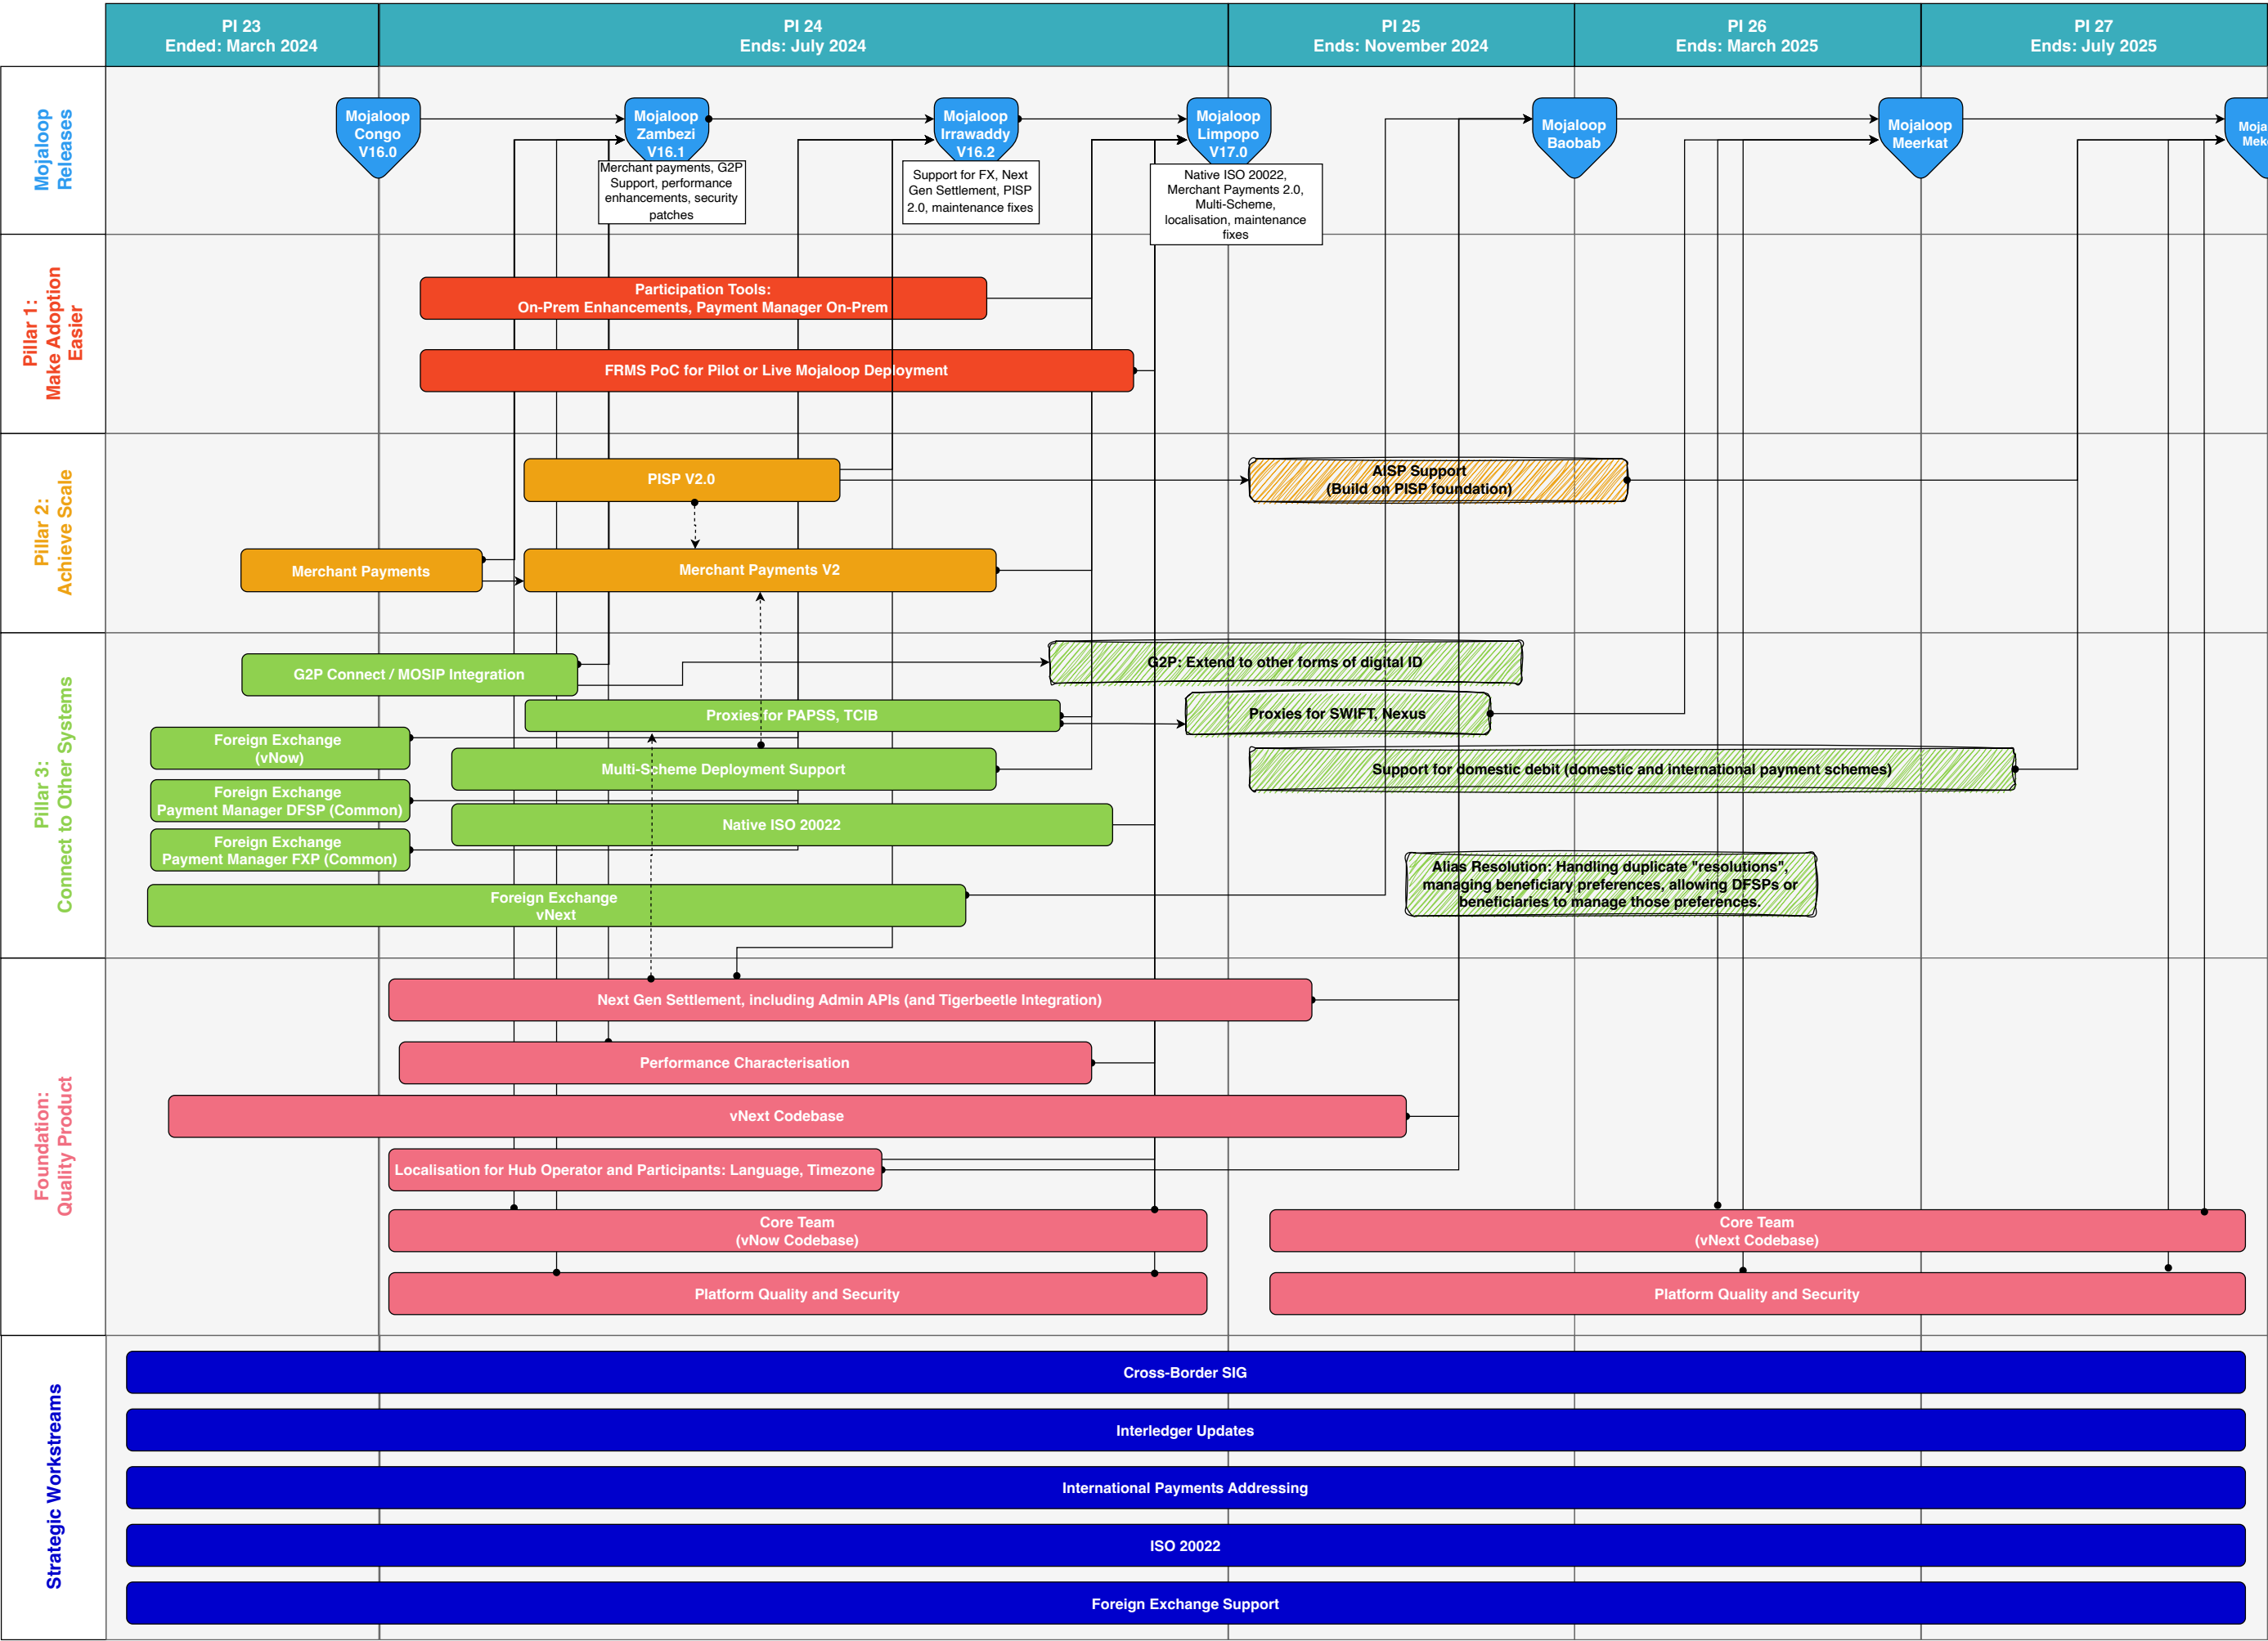 PI 23
Ended: March 2024
PI 24
Ends: July 2024
PI 25
Ends: November 2024
PI 26
Ends: March 2025
PI 27
Ends: July 2025
Mojaloop
Releases
Mojaloop
Congo
V16.0
Mojaloop
Zambezi
V16.1
Merchant payments, G2P
Support, performance
enhancements, security
patches
Mojaloop
Irrawaddy
V16.2
Support for FX, Next
Gen Settlement, PISP
2.0, maintenance fixes
Mojaloop
Limpopo
V17.0
Native ISO 20022,
Merchant Payments 2.0,
Multi-Scheme,
localisation, maintenance
fixes
Mojaloop
Baobab
Mojaloop
Meerkat
Pillar 1:
Make Adoption
Easier
Participation Tools:
On-Prem Enhancements, Payment Manager On-Prem
FRMS PoC for Pilot or Live Mojaloop Deployment
Pillar 2:
Achieve Scale
PISP V2.0
AISP Support
(Build on PISP foundation)
Merchant Payments
Merchant Payments V2
Pillar 3:
Connect to Other Systems
G2P Connect / MOSIP Integration
G2P: Extend to other forms of digital ID
Proxies for PAPSS, TCIB
Proxies for SWIFT, Nexus
Foreign Exchange
(vNow)
Multi-Scheme Deployment Support
Support for domestic debit (domestic and international payment schemes)
Foreign Exchange
Payment Manager DFSP (Common)
Native ISO 20022
Foreign Exchange
Payment Manager FXP (Common)
Alias Resolution: Handling duplicate "resolutions",
managing beneficiary preferences, allowing DFSPs or
beneficiaries to manage those preferences.
Foreign Exchange
vNext
Foundation:
Quality Product
Next Gen Settlement, including Admin APIs (and Tigerbeetle Integration)
Performance Characterisation
vNext Codebase
Localisation for Hub Operator and Participants: Language, Timezone
Core Team
(vNow Codebase)
Core Team
(vNext Codebase)
Platform Quality and Security
Platform Quality and Security
Strategic Workstreams
Cross-Border SIG
Interledger Updates
International Payments Addressing
ISO 20022
Foreign Exchange Support